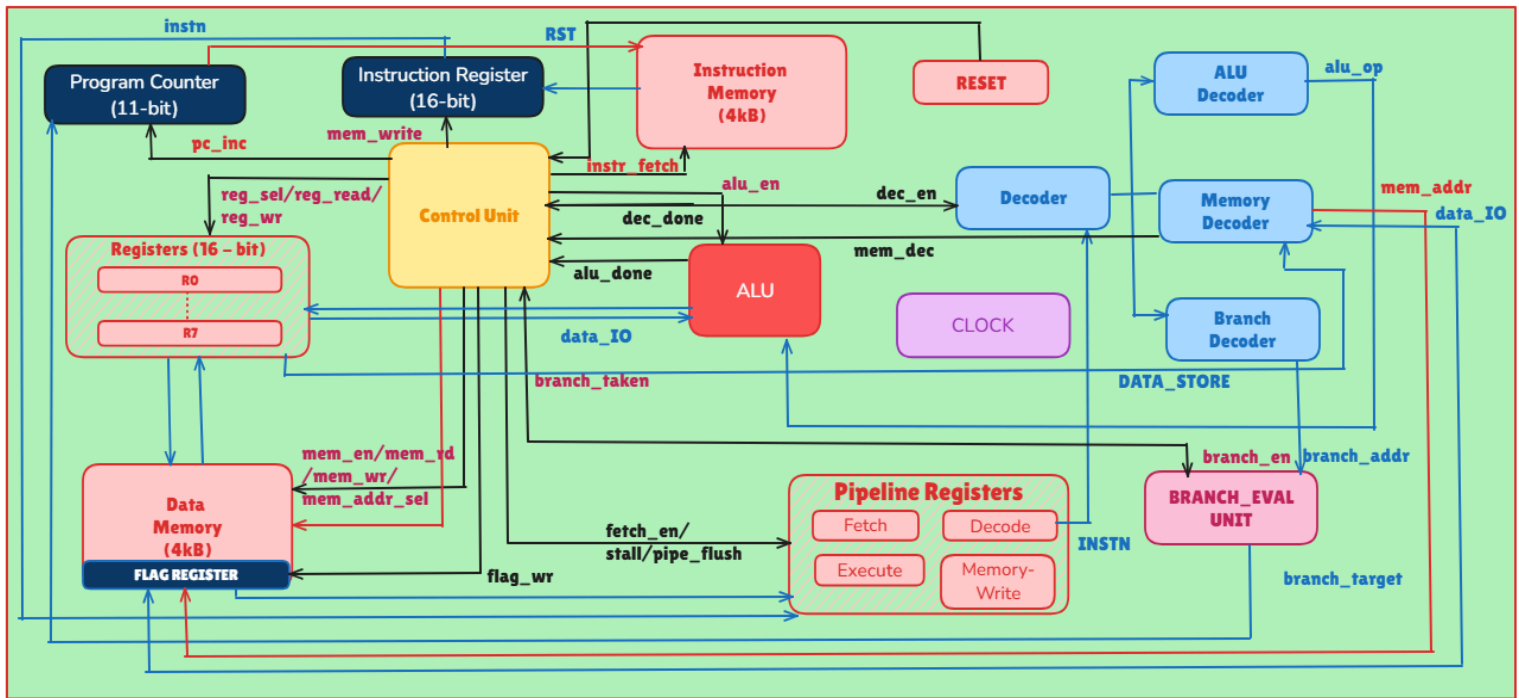 instn
RST
Program Counter
(11-bit)
Instruction Register
(16-bit)
Instruction
Memory
(4kB)
RESET
ALU
Decoder
alu_op
pc_inc
mem_write
instr_fetch
reg_sel/reg_read/
reg_wr
Control Unit
alu_en
dec_en
dec_done
Decoder
Memory
Decoder
mem_addr
data_IO
Registers (16 - bit)
R0
R7
mem_dec
alu_done
ALU
CLOCK
Branch
Decoder
data_IO
branch_taken
DATA_STORE
mem_en/mem_rd
/mem_wr/
mem_addr_sel
branch_en
branch_addr
Data
Memory
(4kB)
FLAG REGISTER
flag_wr
fetch_en/
stall/pipe_flush
Pipeline Registers
Fetch
Decode
Execute
Memory-
Write
INSTN
BRANCH_EVAL
UNIT
branch_target